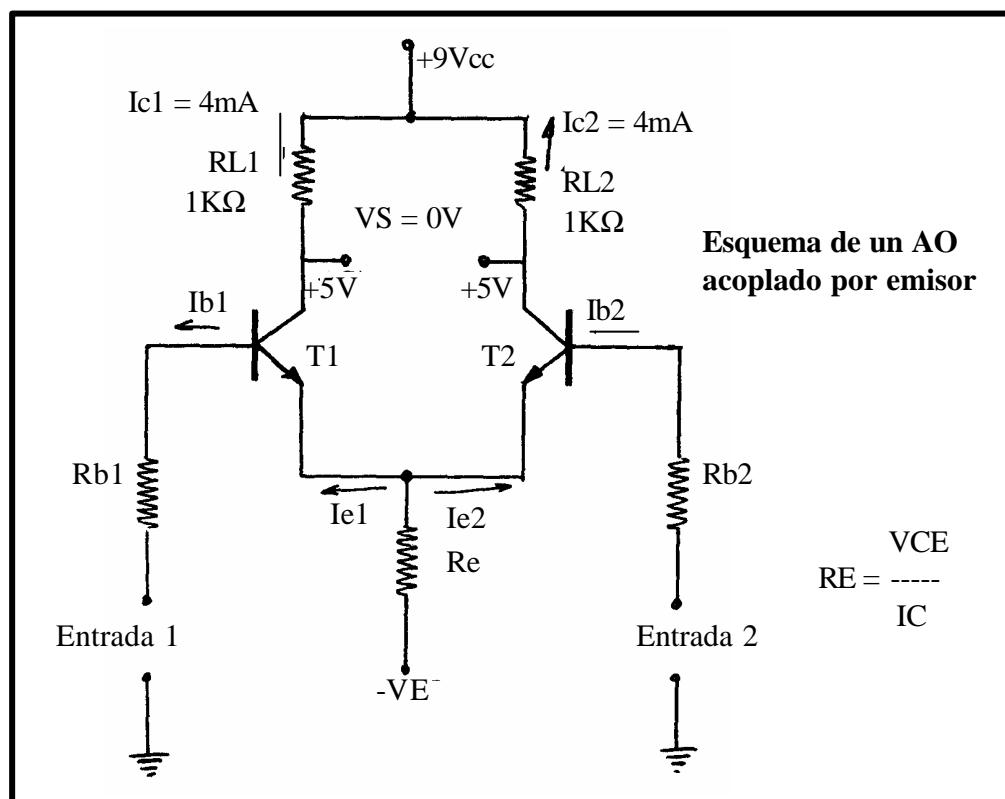 +9Vcc
Ic1 = 4mA
Ic2 = 4mA
RL1
1KΩ
RL2
1KΩ
VS = 0V
Esquema de un AO
acoplado por emisor
+5V
+5V
Ib1
Ib2
T1
T2
Rb1
Rb2
Ie1
Ie2
Re
VCE
RE = -----
IC
Entrada 1
Entrada 2
-VE